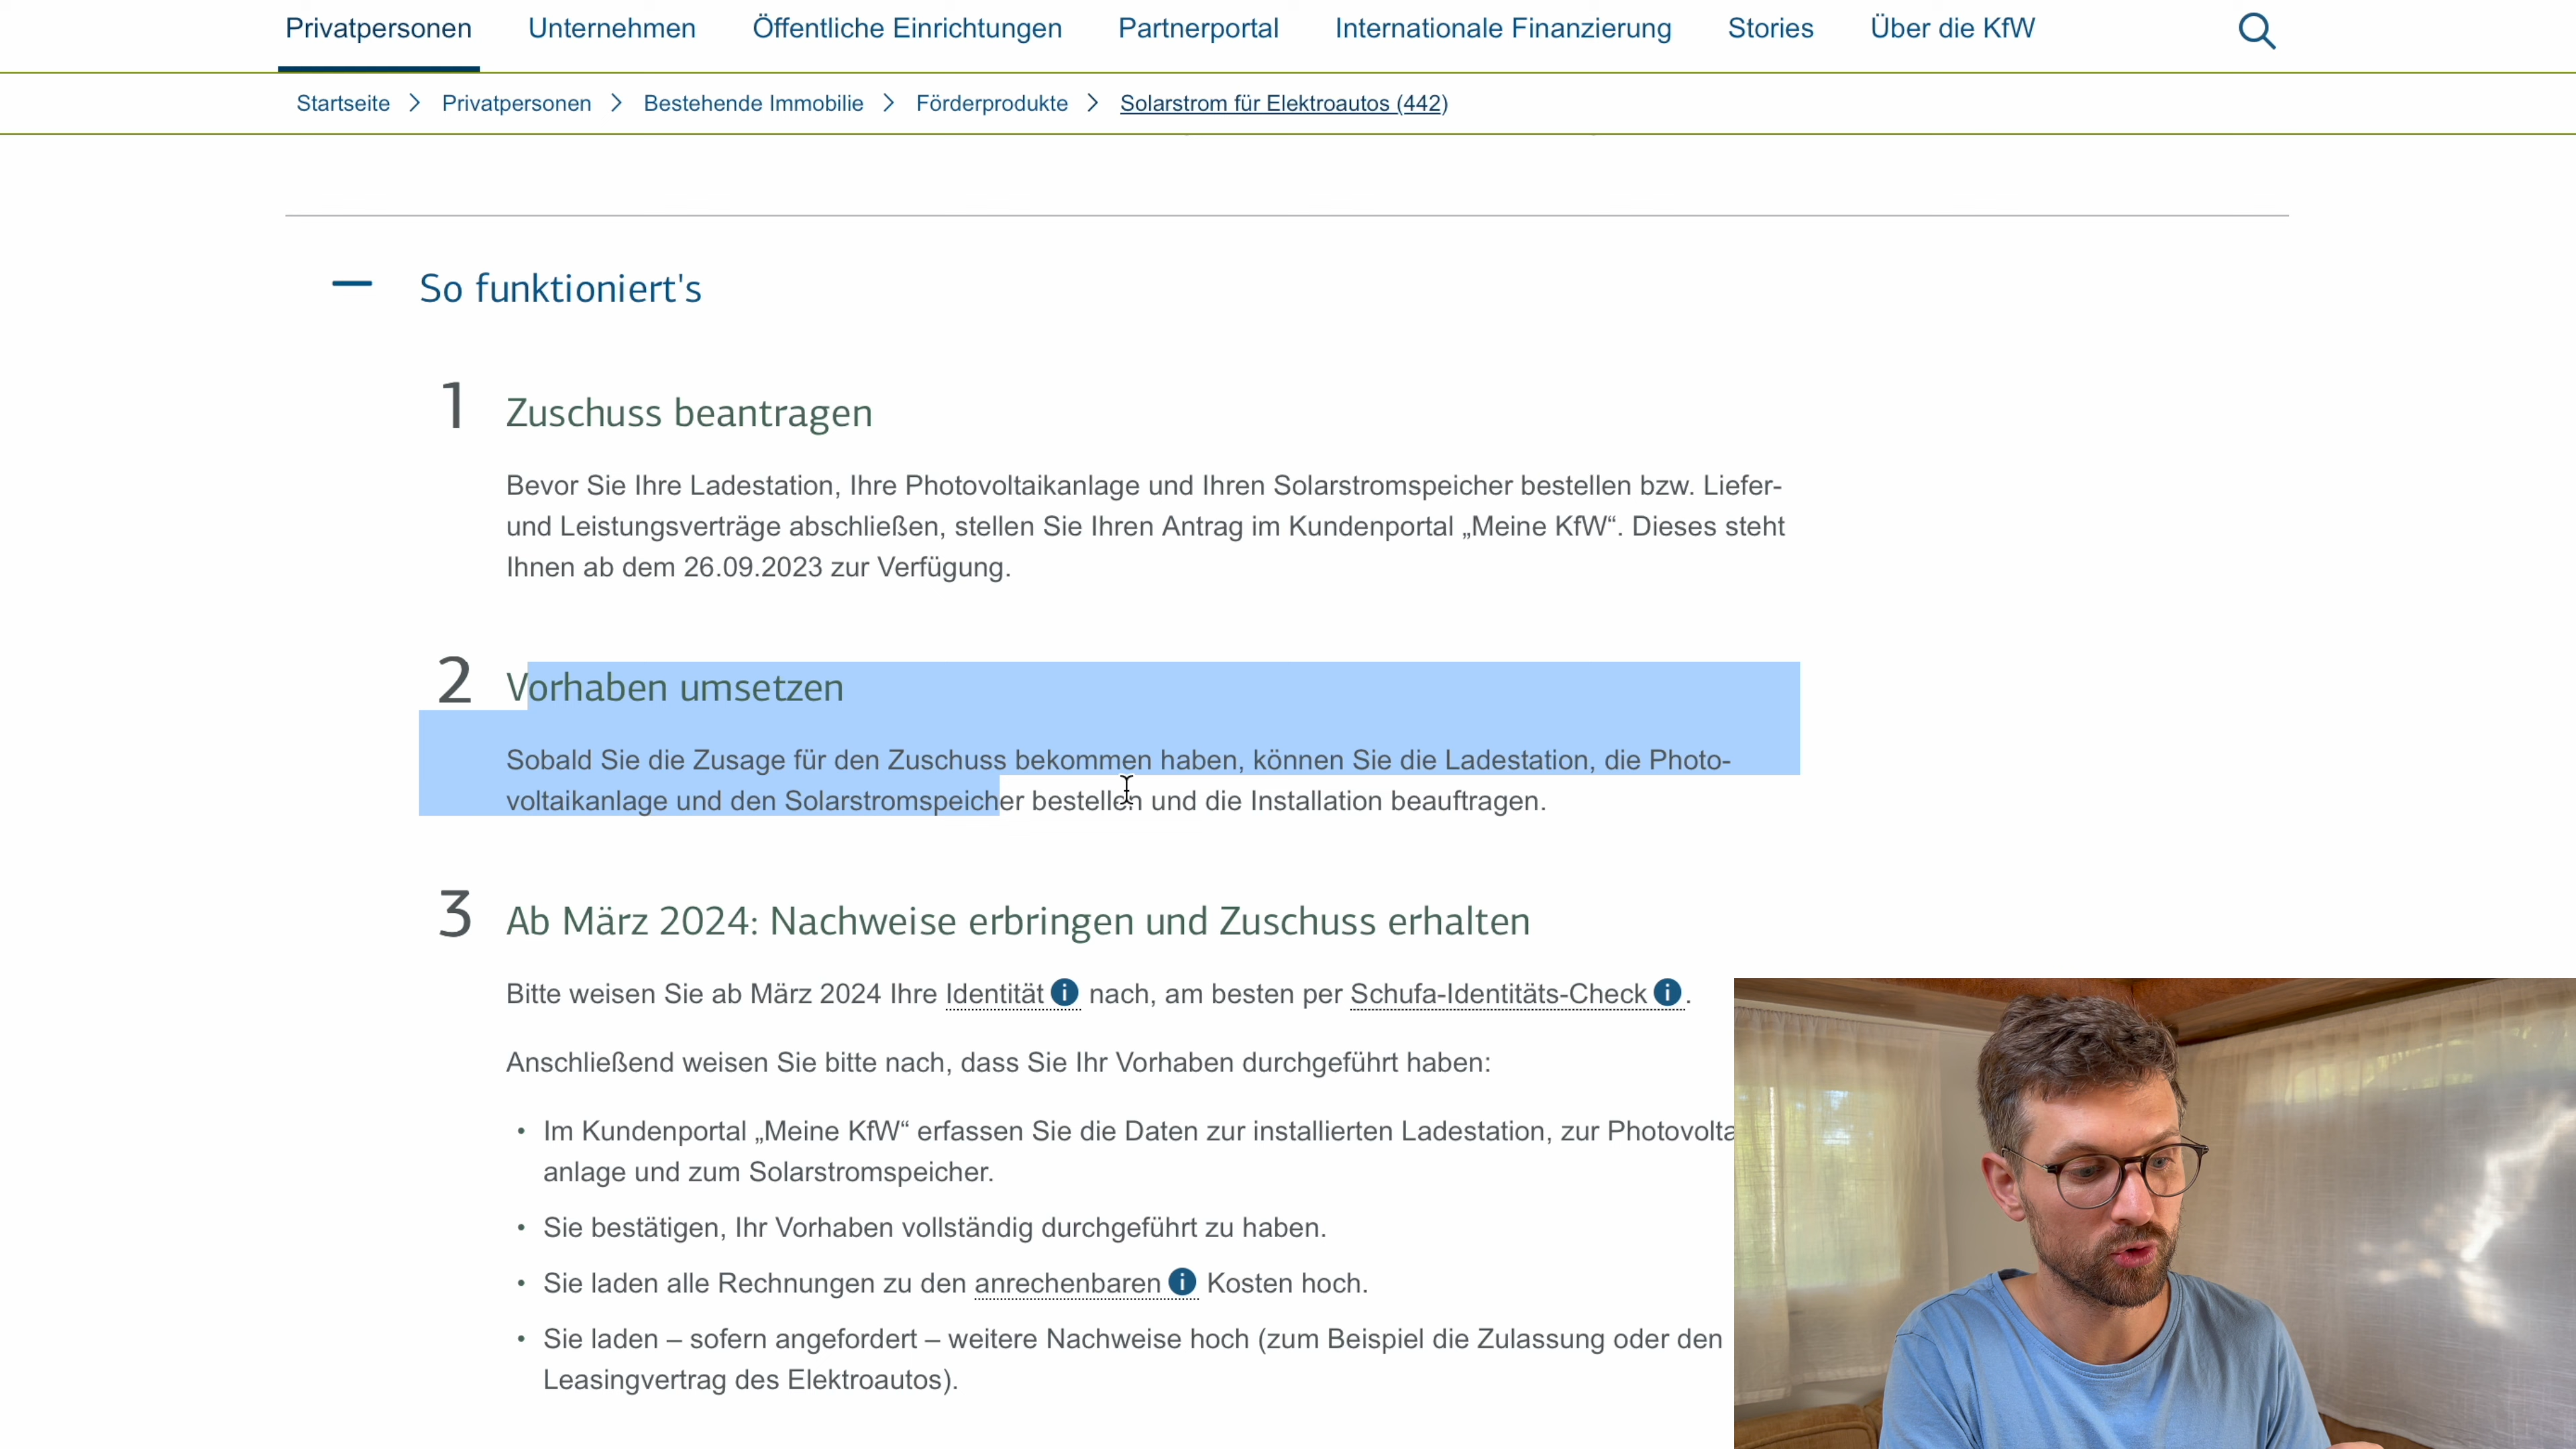 Privatpersonen Unternehmen Öffentliche Einrichtungen Partnerportal Internationale Finanzierung Stories Über die KfW
Startseite > Privatpersonen > Bestehende Immobilie > Förderprodukte > Solarstrom für Elektroautos (442)
— So funktioniert's
1 Zuschuss beantragen
Bevor Sie Ihre Ladestation, Ihre Photovoltaikanlage und Ihren Solarstromspeicher bestellen bzw. Liefer-
und Leistungsverträge abschließen, stellen Sie Ihren Antrag im Kundenportal „Meine KfW“. Dieses steht
Ihnen ab dem 26.09.2023 zur Verfügung.
2 Vorhaben umsetzen
Sobald Sie die Zusage für den Zuschuss bekommen haben, können Sie die Ladestation, die Photo-
voltaikanlage und den Solarstromspeicher bestellen und die Installation beauftragen.
3 Ab März 2024: Nachweise erbringen und Zuschuss erhalten
Bitte weisen Sie ab März 2024 Ihre Identität i nach, am besten per Schufa-Identitäts-Check i.
Anschließend weisen Sie bitte nach, dass Sie Ihr Vorhaben durchgeführt haben:
• Im Kundenportal „Meine KfW“ erfassen Sie die Daten zur installierten Ladestation, zur Photovolta
anlage und zum Solarstromspeicher.
• Sie bestätigen, Ihr Vorhaben vollständig durchgeführt zu haben.
• Sie laden alle Rechnungen zu den anrechenbaren i Kosten hoch.
• Sie laden – sofern angefordert – weitere Nachweise hoch (zum Beispiel die Zulassung oder den
Leasingvertrag des Elektroautos).